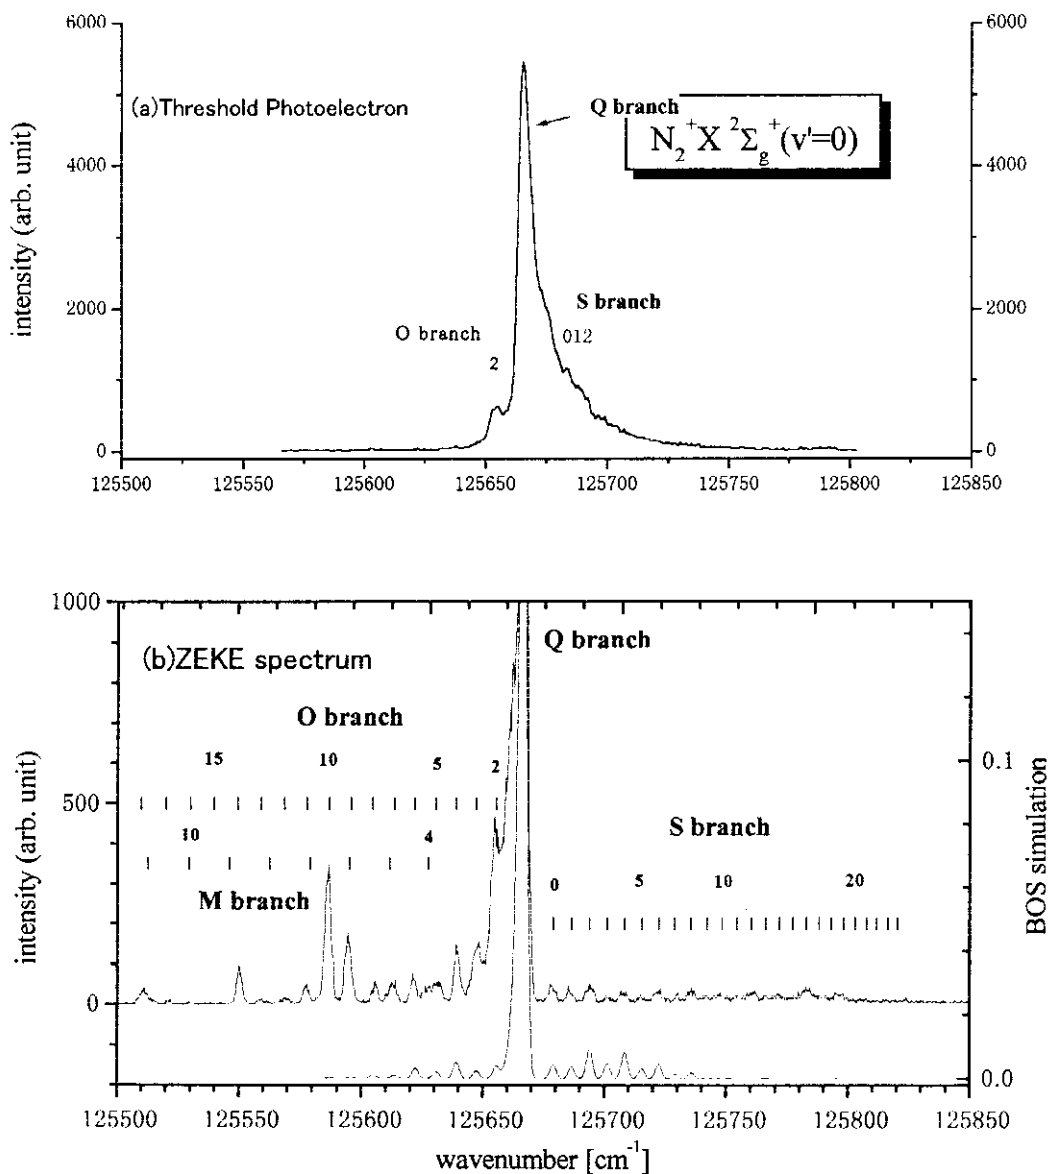 6000
6000
(a)Threshold Photoelectron
Q branch
N₂⁺X ²Σg⁺(v'=0)
4000
4000
intensity (arb. unit)
S branch
2000
2000
O branch
012
2
0
0
125500 125550 125600 125650 125700 125750 125800 125850
1000
(b)ZEKE spectrum
Q branch
O branch
15 10 5 2
0.1
500
10 4
S branch
M branch
0 5 10 20
intensity (arb. unit)
BOS simulation
0
0.0
125500 125550 125600 125650 125700 125750 125800 125850
wavenumber [cm⁻¹]